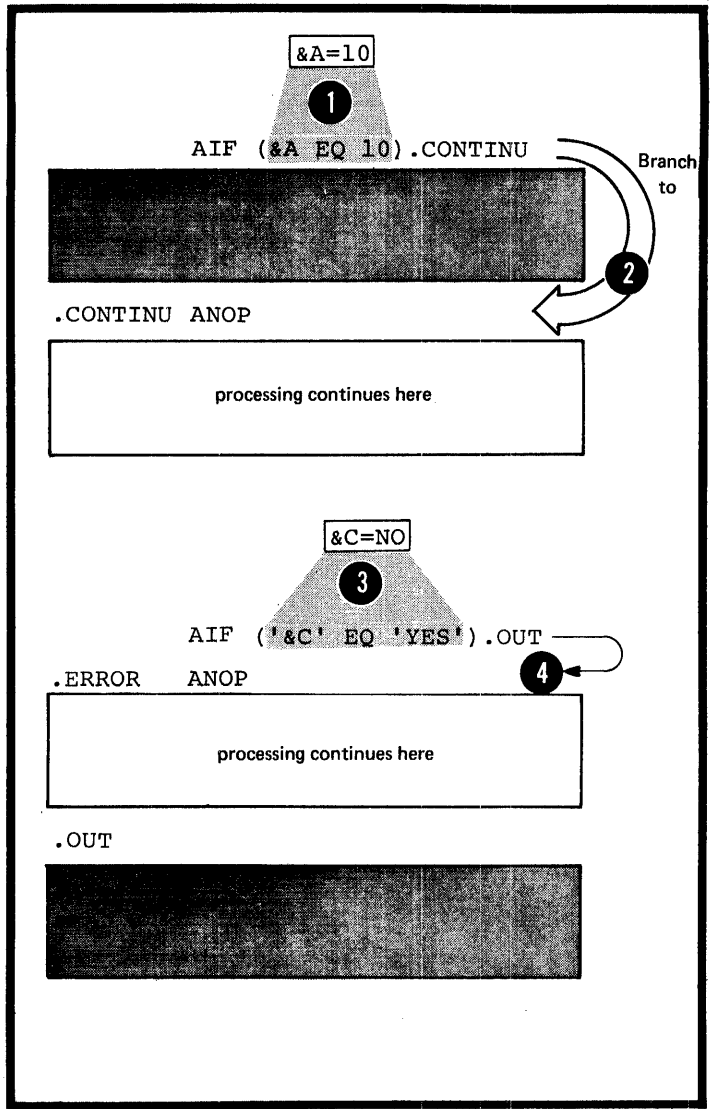 &A=10
1
AIF (&A EQ 10).CONTINU
Branch
to
2
.CONTINU ANOP
processing continues here
&C=NO
3
AIF ('&C' EQ 'YES').OUT
4
.ERROR ANOP
processing continues here
.OUT